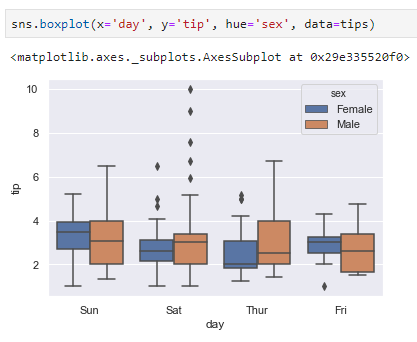 sns.boxplot(x='day', y='tip', hue='sex', data=tips)
<matplotlib.axes._subplots.AxesSubplot at 0x29e335520f0>
sex
Female
Male
10
8
6
4
2
tip
Sun Sat Thur Fri
day